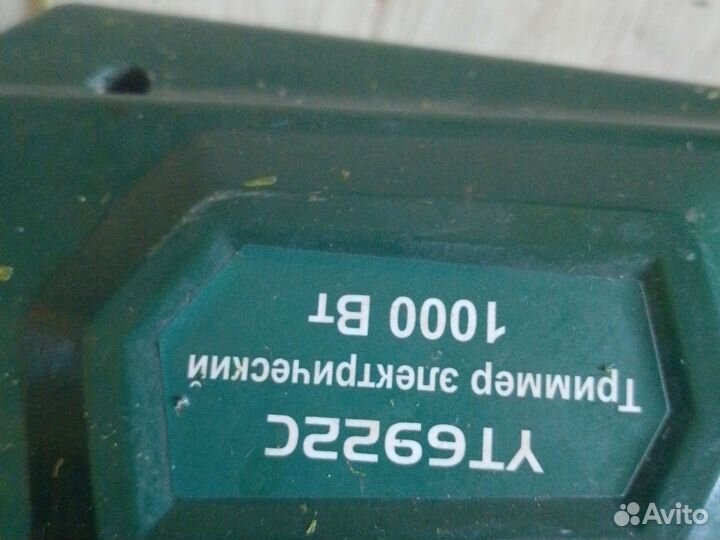 YT6922C
Триммер электрический
1000 Вт
Avito